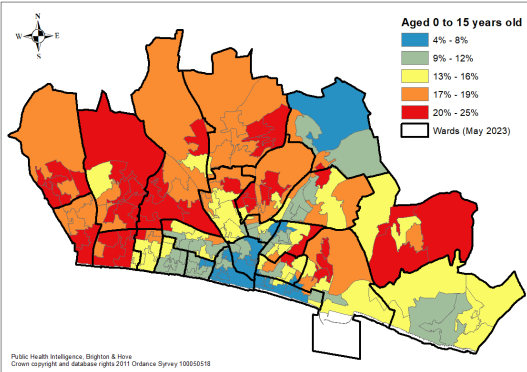 N
W E
S
Aged 0 to 15 years old
4% - 8%
9% - 12%
13% - 16%
17% - 19%
20% - 25%
Wards (May 2023)
Public Health Intelligence, Brighton & Hove
Crown copyright and database rights 2011 Ordance Syrvey 100050518